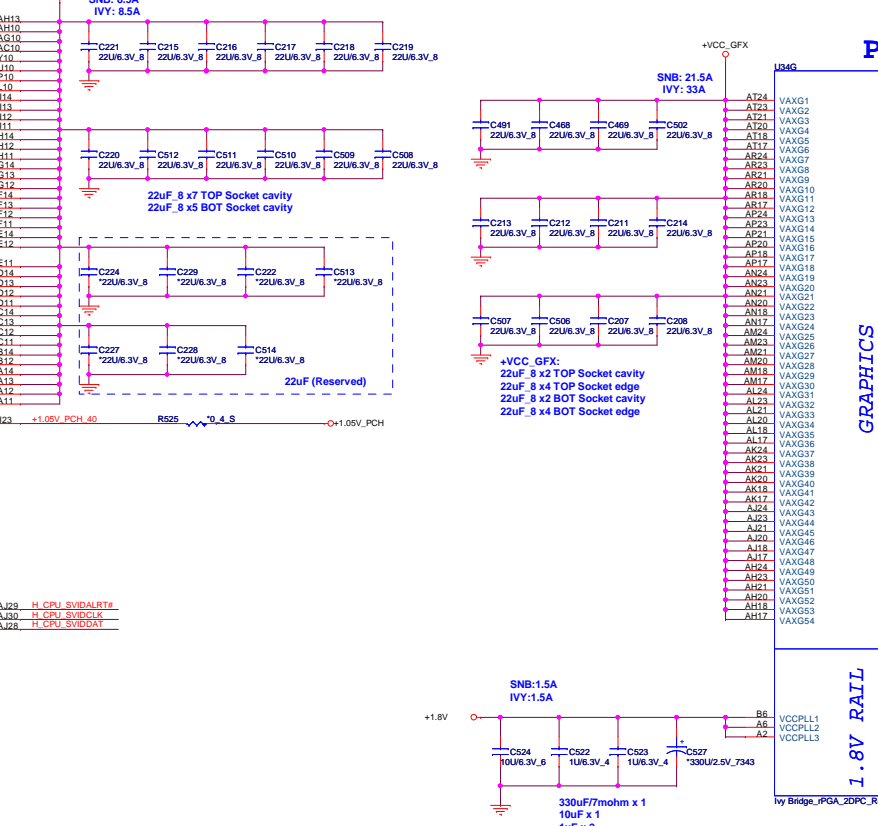 IVY: 8.5A
C221
22U/6.3V_8
C215
22U/6.3V_8
C216
22U/6.3V_8
C217
22U/6.3V_8
C218
22U/6.3V_8
C219
22U/6.3V_8
C220
22U/6.3V_8
C512
22U/6.3V_8
C511
22U/6.3V_8
C510
22U/6.3V_8
C509
22U/6.3V_8
C508
22U/6.3V_8
22uF_8 x7 TOP Socket cavity
22uF_8 x5 BOT Socket cavity
C224
*22U/6.3V_8
C229
*22U/6.3V_8
C222
*22U/6.3V_8
C513
*22U/6.3V_8
C227
*22U/6.3V_8
C228
*22U/6.3V_8
C514
*22U/6.3V_8
22uF (Reserved)
+1.05V_PCH_40
R525
*0_4_S
+1.05V_PCH
AJ29 H_CPU_SVIDALRT#
AJ30 H_CPU_SVIDCLK
AJ28 H_CPU_SVIDDAT
+VCC_GFX
SNB: 21.5A
IVY: 33A
C491
22U/6.3V_8
C468
22U/6.3V_8
C469
22U/6.3V_8
C502
22U/6.3V_8
C213
22U/6.3V_8
C212
22U/6.3V_8
C211
22U/6.3V_8
C214
22U/6.3V_8
C507
22U/6.3V_8
C506
22U/6.3V_8
C207
22U/6.3V_8
C208
22U/6.3V_8
+VCC_GFX:
22uF_8 x2 TOP Socket cavity
22uF_8 x4 TOP Socket edge
22uF_8 x2 BOT Socket cavity
22uF_8 x4 BOT Socket edge
U34G
AT24 VAXG1
AT23 VAXG2
AT21 VAXG3
AT20 VAXG4
AT18 VAXG5
AT17 VAXG6
AR24 VAXG7
AR23 VAXG8
AR21 VAXG9
AR20 VAXG10
AR18 VAXG11
AR17 VAXG12
AP24 VAXG13
AP23 VAXG14
AP21 VAXG15
AP20 VAXG16
AP18 VAXG17
AP17 VAXG18
AN24 VAXG19
AN23 VAXG20
AN21 VAXG21
AN20 VAXG22
AN18 VAXG23
AN17 VAXG24
AM24 VAXG25
AM23 VAXG26
AM21 VAXG27
AM20 VAXG28
AM18 VAXG29
AM17 VAXG30
AL24 VAXG31
AL23 VAXG32
AL21 VAXG33
AL20 VAXG34
AL18 VAXG35
AL17 VAXG36
AK24 VAXG37
AK23 VAXG38
AK21 VAXG39
AK20 VAXG40
AK18 VAXG41
AK17 VAXG42
AJ24 VAXG43
AJ23 VAXG44
AJ21 VAXG45
AJ20 VAXG46
AJ18 VAXG47
AJ17 VAXG48
AH24 VAXG49
AH23 VAXG50
AH21 VAXG51
AH20 VAXG52
AH18 VAXG53
AH17 VAXG54
GRAPHICS
SNB:1.5A
IVY:1.5A
+1.8V
C524
10U/6.3V_6
C522
1U/6.3V_4
C523
1U/6.3V_4
+
C527
*330U/2.5V_7343
330uF/7mohm x 1
10uF x 1
B6 VCCPLL1
A6 VCCPLL2
A2 VCCPLL3
1.8V RAIL
Ivy Bridge_rPGA_2DPC_R